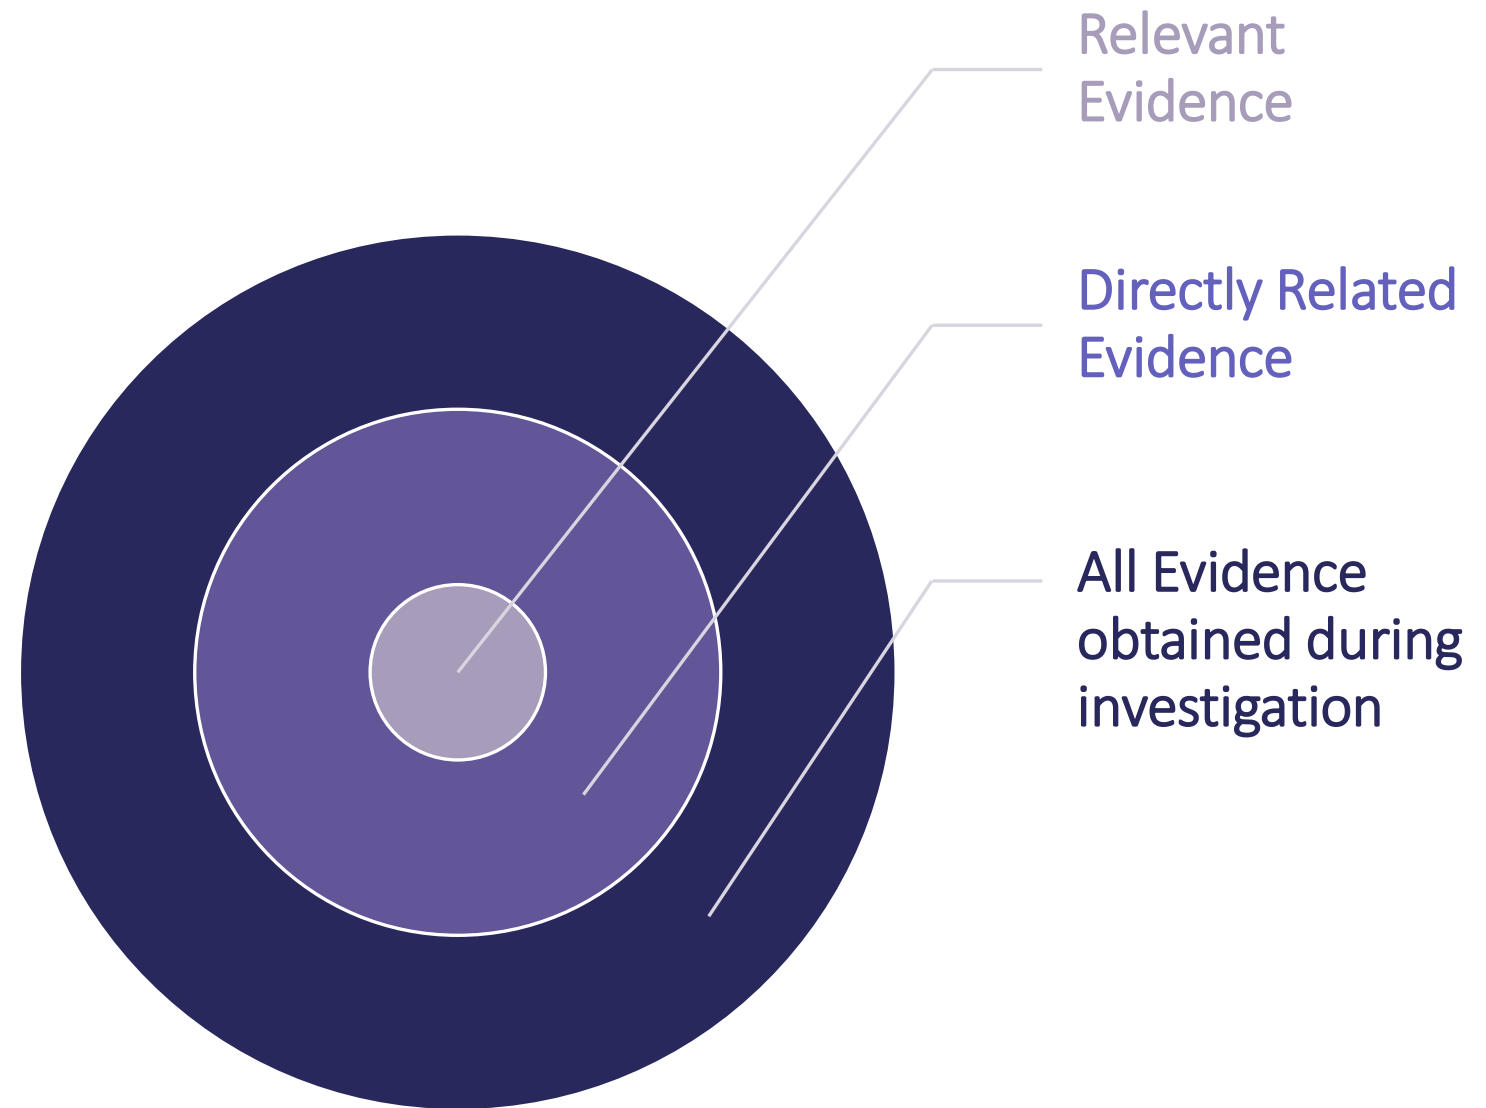 Relevant
Evidence
Directly Related
Evidence
All Evidence
obtained during
investigation